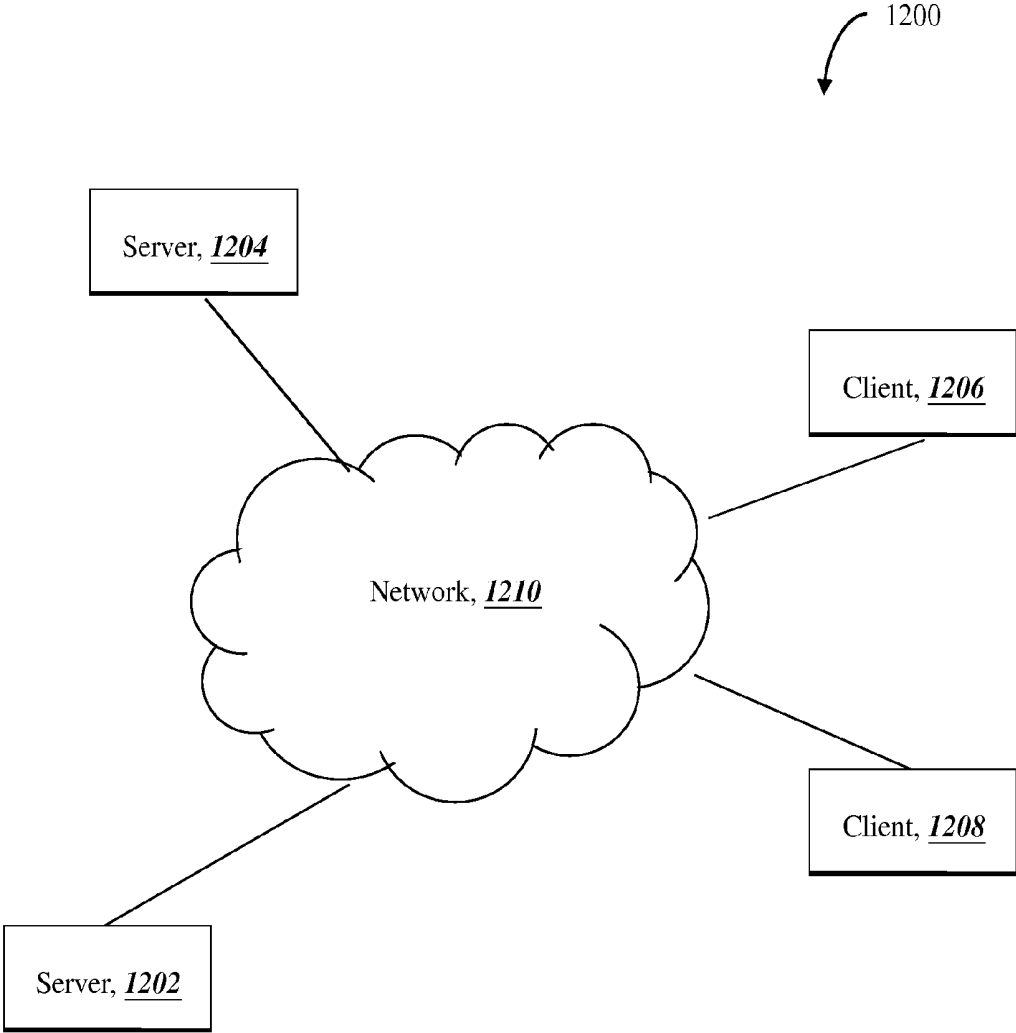 1200
Server, 1204
Client, 1206
Network, 1210
Client, 1208
Server, 1202